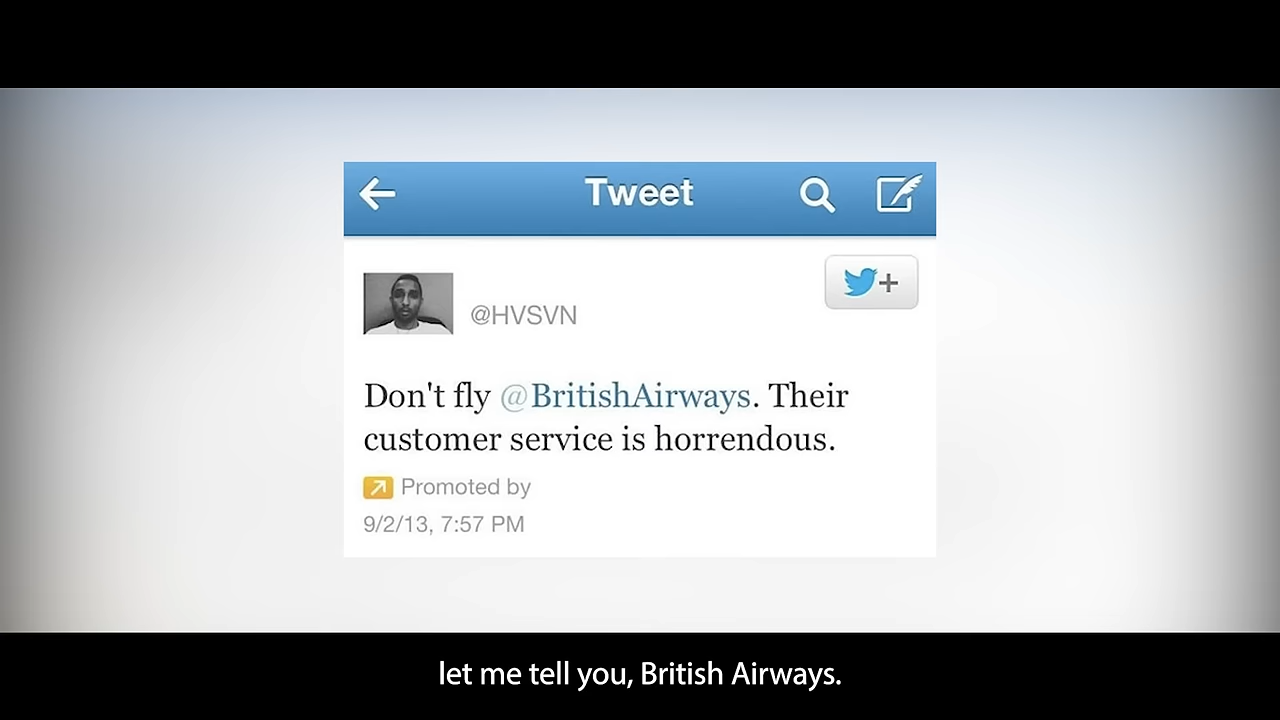 Tweet
@HVSVN
+
Don't fly @BritishAirways. Their
customer service is horrendous.
Promoted by
9/2/13, 7:57 PM
let me tell you, British Airways.